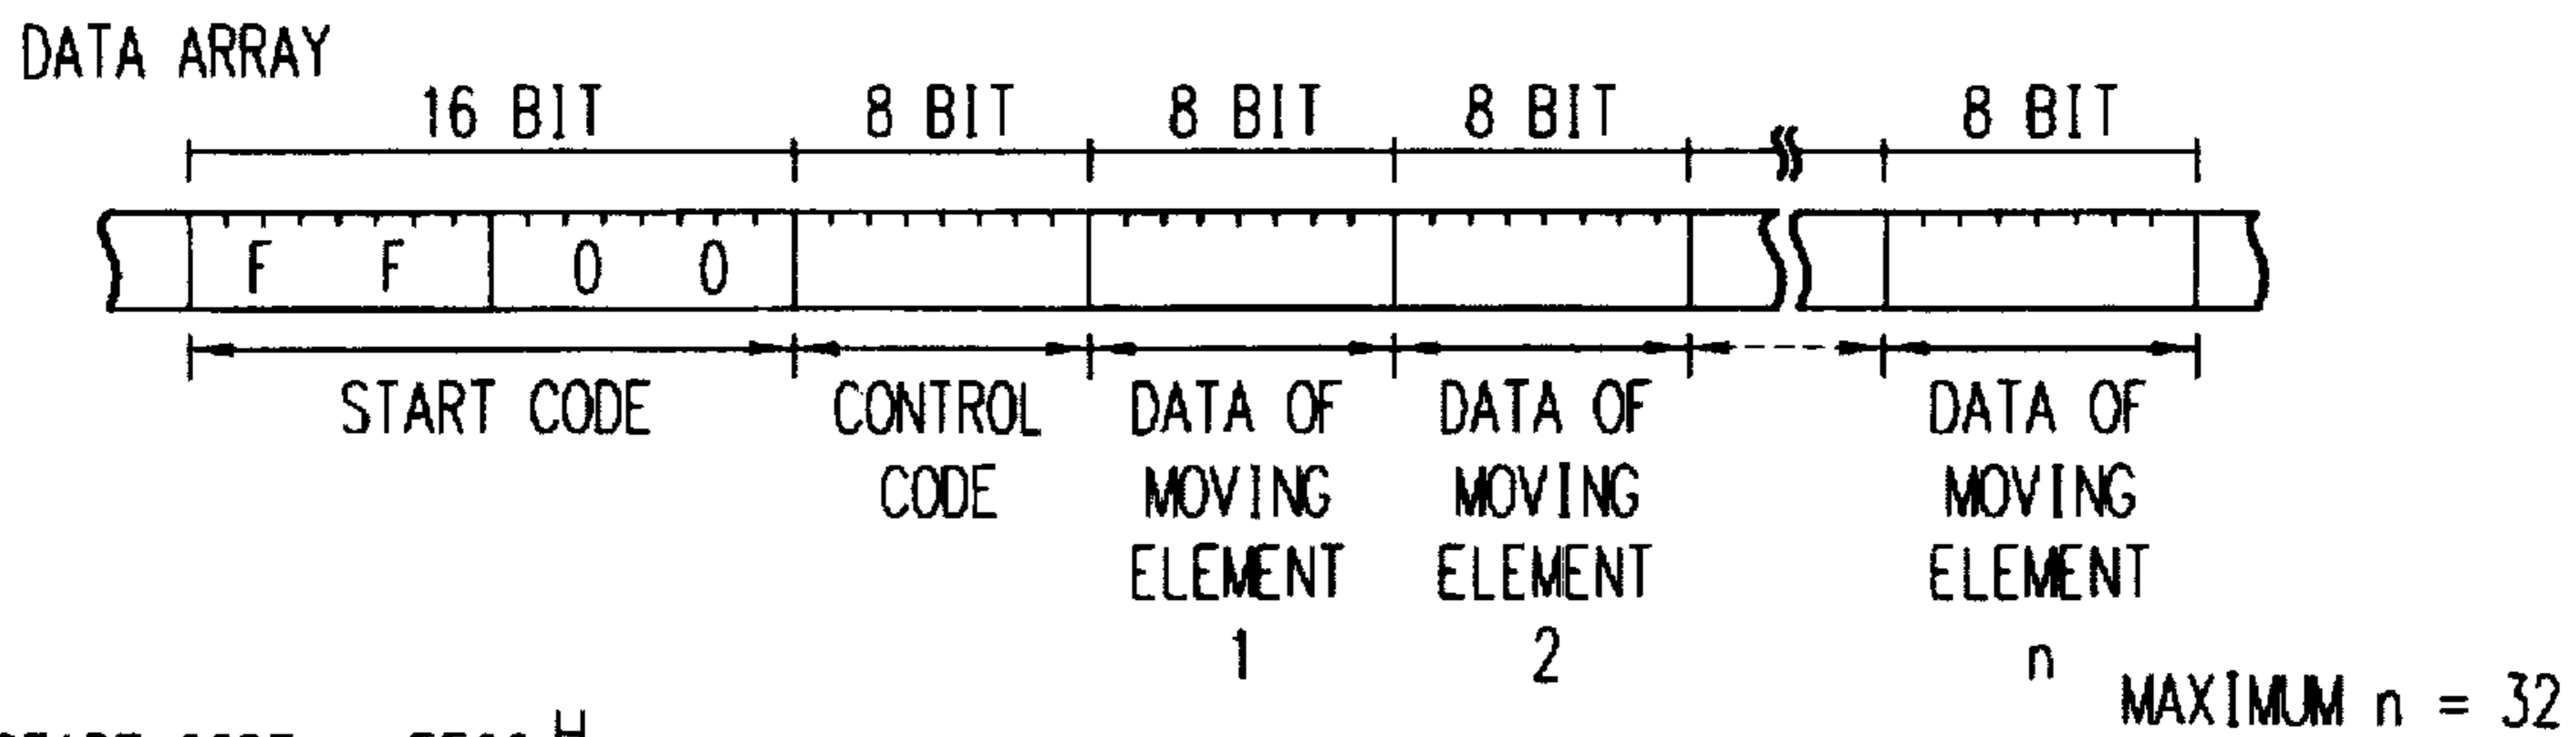 DATA ARRAY
16 BIT 8 BIT 8 BIT 8 BIT 8 BIT
F F 0 0
START CODE CONTROL DATA OF DATA OF DATA OF
CODE MOVING MOVING MOVING
ELEMENT ELEMENT ELEMENT
1 2 n
MAXIMUM n = 32
H